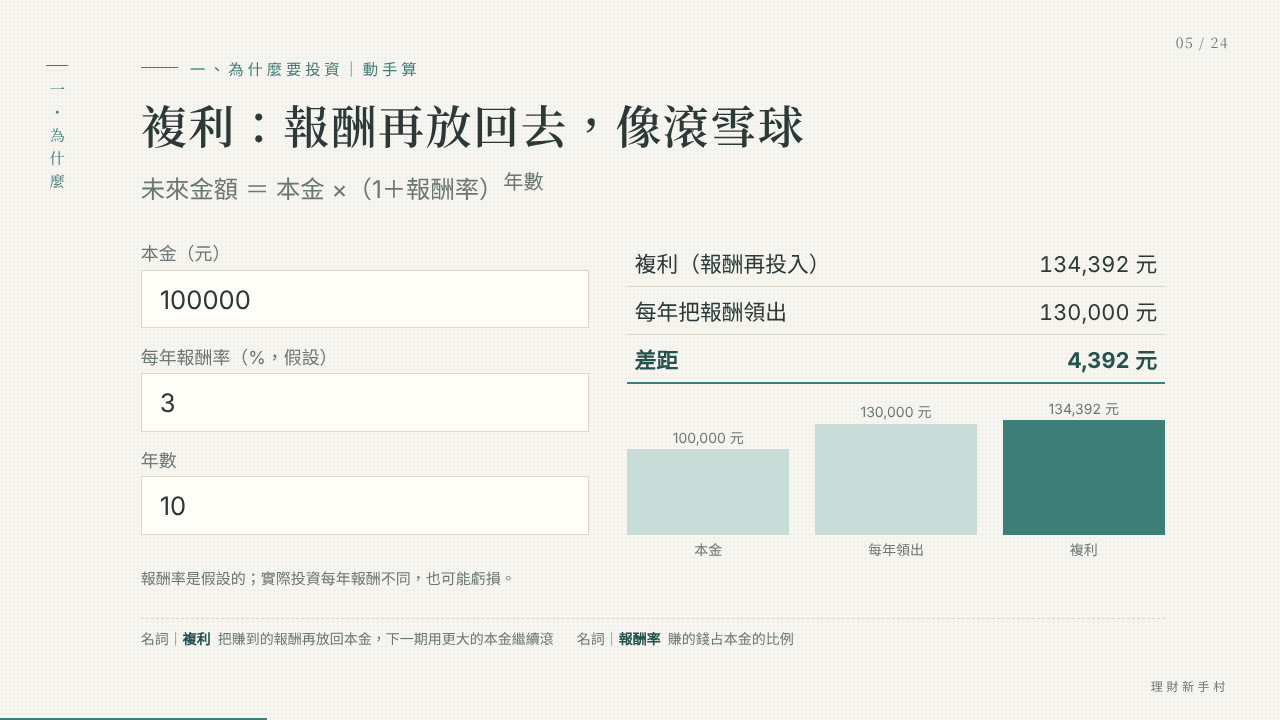 05 / 24
一・為什麼
一、為什麼要投資｜動手算
複利：報酬再放回去，像滾雪球
未來金額 ＝ 本金 ×（1＋報酬率）年數
本金（元）
100000
每年報酬率（%，假設）
3
年數
10
報酬率是假設的；實際投資每年報酬不同，也可能虧損。
複利（報酬再投入） 134,392 元
每年把報酬領出 130,000 元
差距 4,392 元
100,000 元 130,000 元 134,392 元
本金 每年領出 複利
名詞｜複利 把賺到的報酬再放回本金，下一期用更大的本金繼續滾 名詞｜報酬率 賺的錢占本金的比例
理財新手村